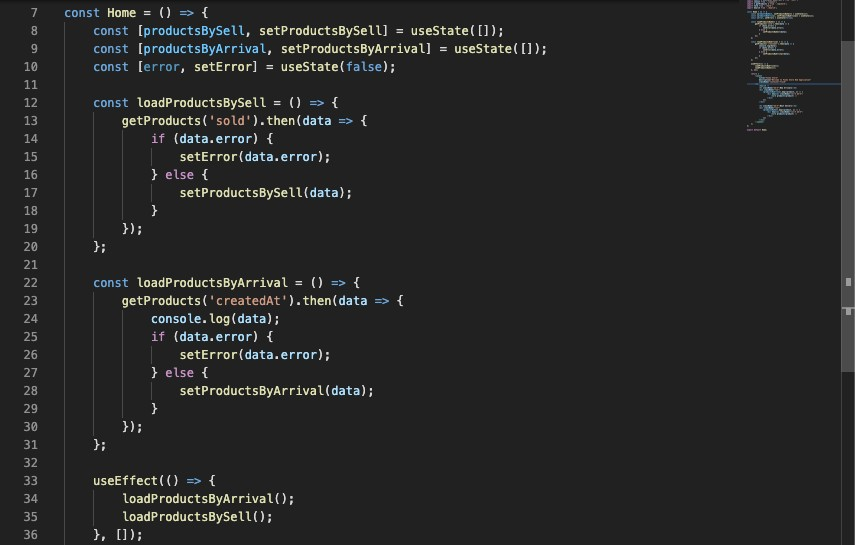 7 const Home = () => {
8 const [productsBySell, setProductsBySell] = useState([]);
9 const [productsByArrival, setProductsByArrival] = useState([]);
10 const [error, setError] = useState(false);
11
12 const loadProductsBySell = () => {
13 getProducts('sold').then(data => {
14 if (data.error) {
15 setError(data.error);
16 } else {
17 setProductsBySell(data);
18 }
19 });
20 };
21
22 const loadProductsByArrival = () => {
23 getProducts('createdAt').then(data => {
24 console.log(data);
25 if (data.error) {
26 setError(data.error);
27 } else {
28 setProductsByArrival(data);
29 }
30 });
31 };
32
33 useEffect(() => {
34 loadProductsByArrival();
35 loadProductsBySell();
36 }, []);